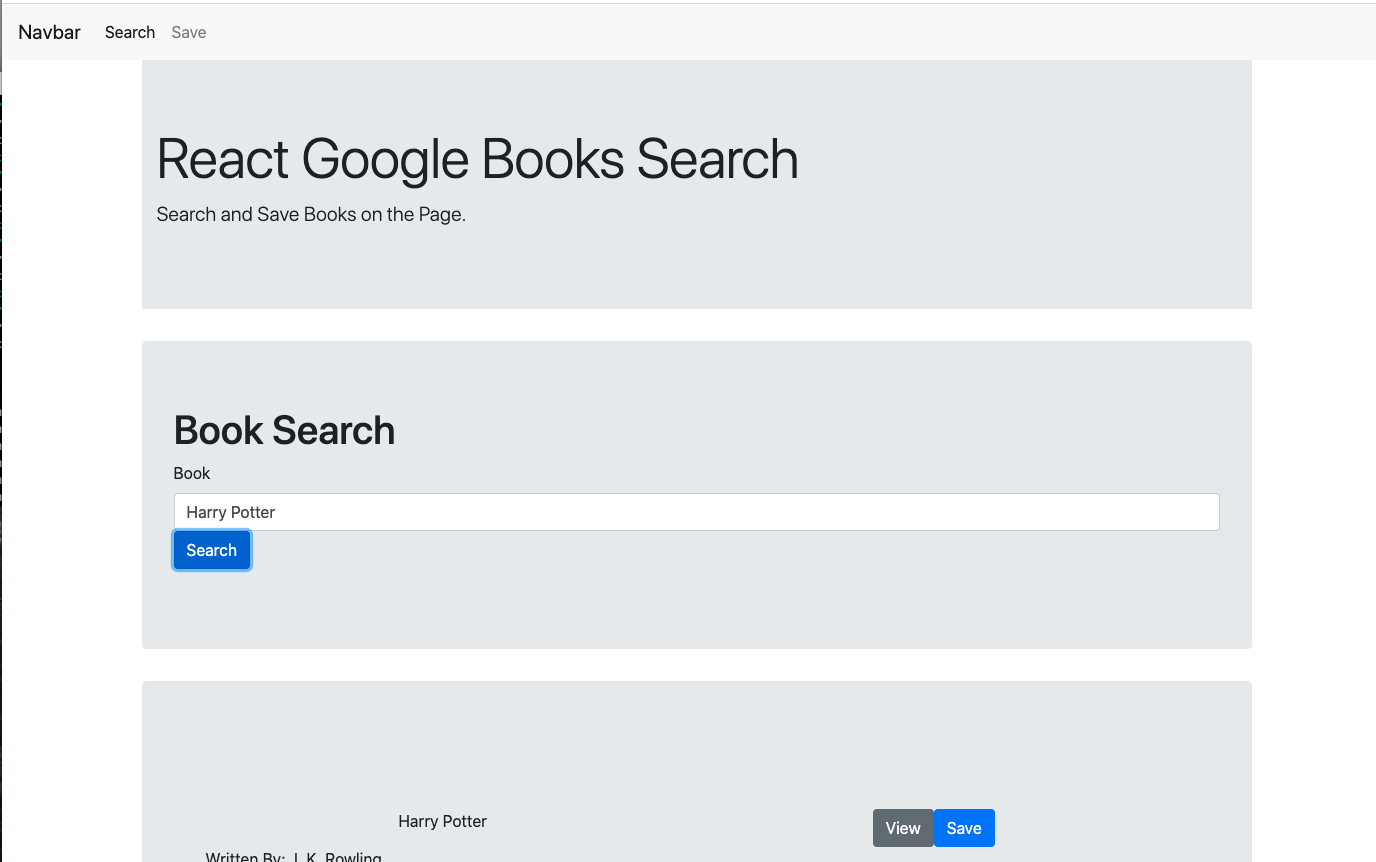 Navbar Search Save
React Google Books Search
Search and Save Books on the Page.
Book Search
Book
Harry Potter
Search
Harry Potter
View Save
Written By: J. K. Rowling